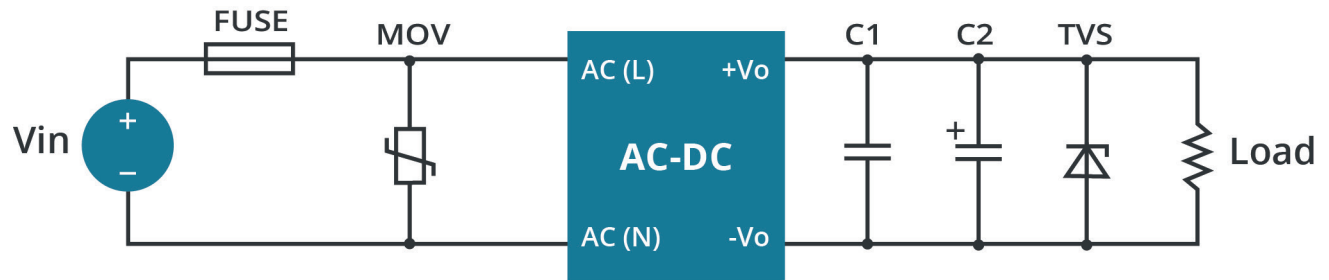 FUSE
MOV
C1
C2
TVS
AC (L)
+Vo
+
Vin
−
AC-DC
+
Load
AC (N)
-Vo